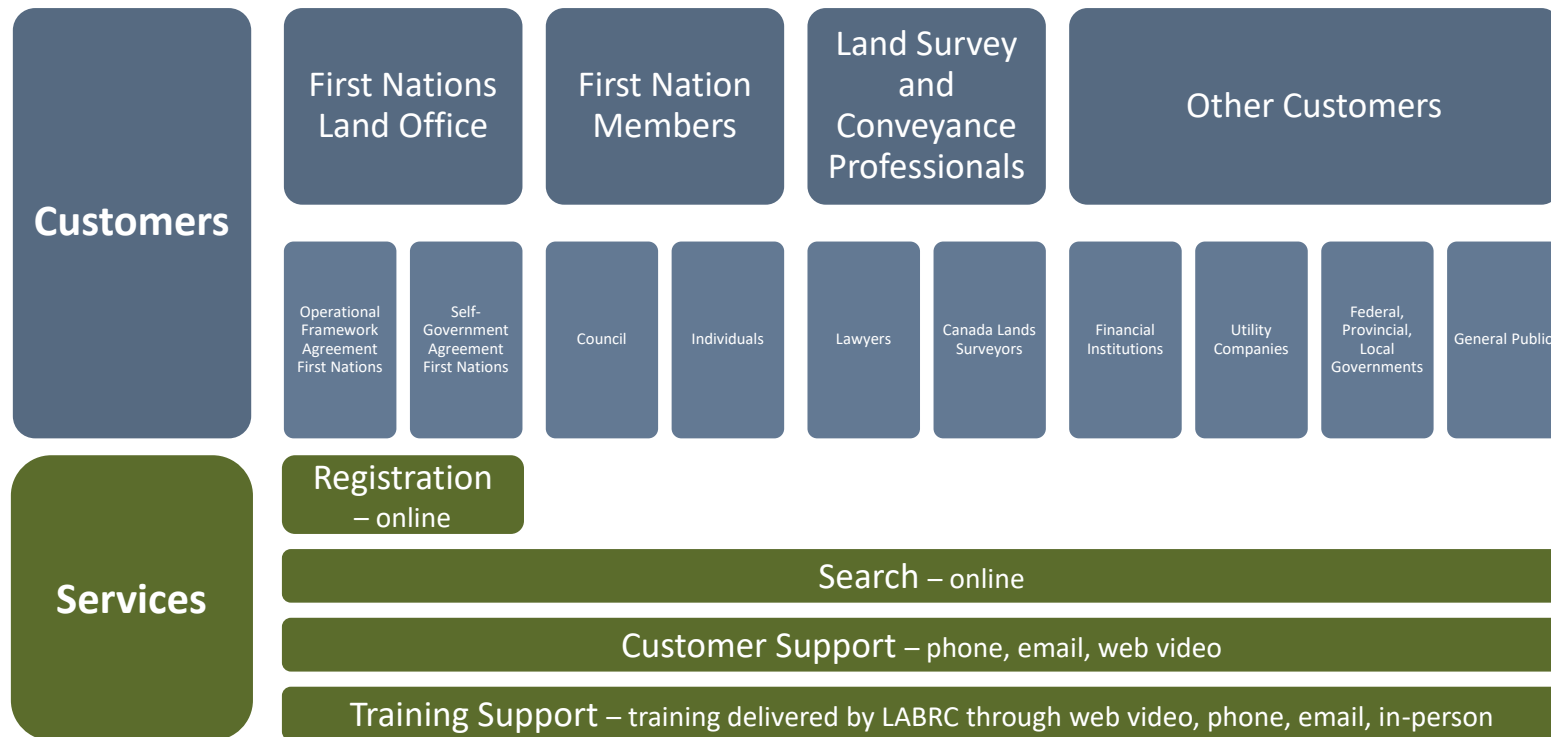 Customers
First Nations
Land Office
First Nation
Members
Land Survey
and
Conveyance
Professionals
Other Customers
Operational
Framework
Agreement
First Nations
Self-
Government
Agreement
First Nations
Council
Individuals
Lawyers
Canada Lands
Surveyors
Financial
Institutions
Utility
Companies
Federal,
Provincial,
Local
Governments
General Public
Services
Registration
– online
Search – online
Customer Support – phone, email, web video
Training Support – training delivered by LABRC through web video, phone, email, in-person